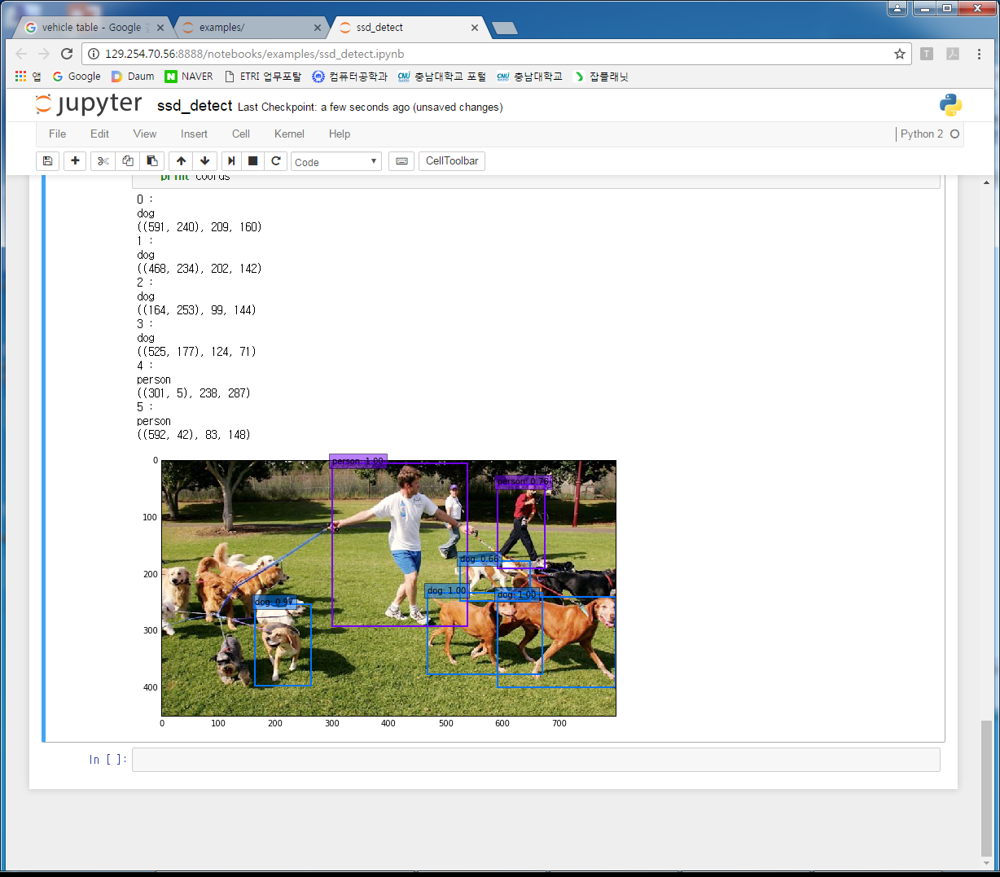 vehicle table - Google
examples/
ssd_detect
129.254.70.56:8888/notebooks/examples/ssd_detect.ipynb
앱 Google Daum NAVER ETRI 업무포탈 컴퓨터공학과 충남대학교 포털 충남대학교 잡플래닛
jupyter ssd_detect Last Checkpoint: a few seconds ago (unsaved changes)
File Edit View Insert Cell Kernel Help Python 2
Code CellToolbar
print coords
0 :
dog
((591, 240), 209, 160)
1 :
dog
((468, 234), 202, 142)
2 :
dog
((164, 253), 99, 144)
3 :
dog
((525, 177), 124, 71)
4 :
person
((301, 5), 238, 287)
5 :
person
((592, 42), 83, 148)
0
100
200
300
400
person: 1.00
person: 0.76
dog: 0.66
dog: 1.00
dog: 1.00
dog: 0.97
0 100 200 300 400 500 600 700
In [ ]: